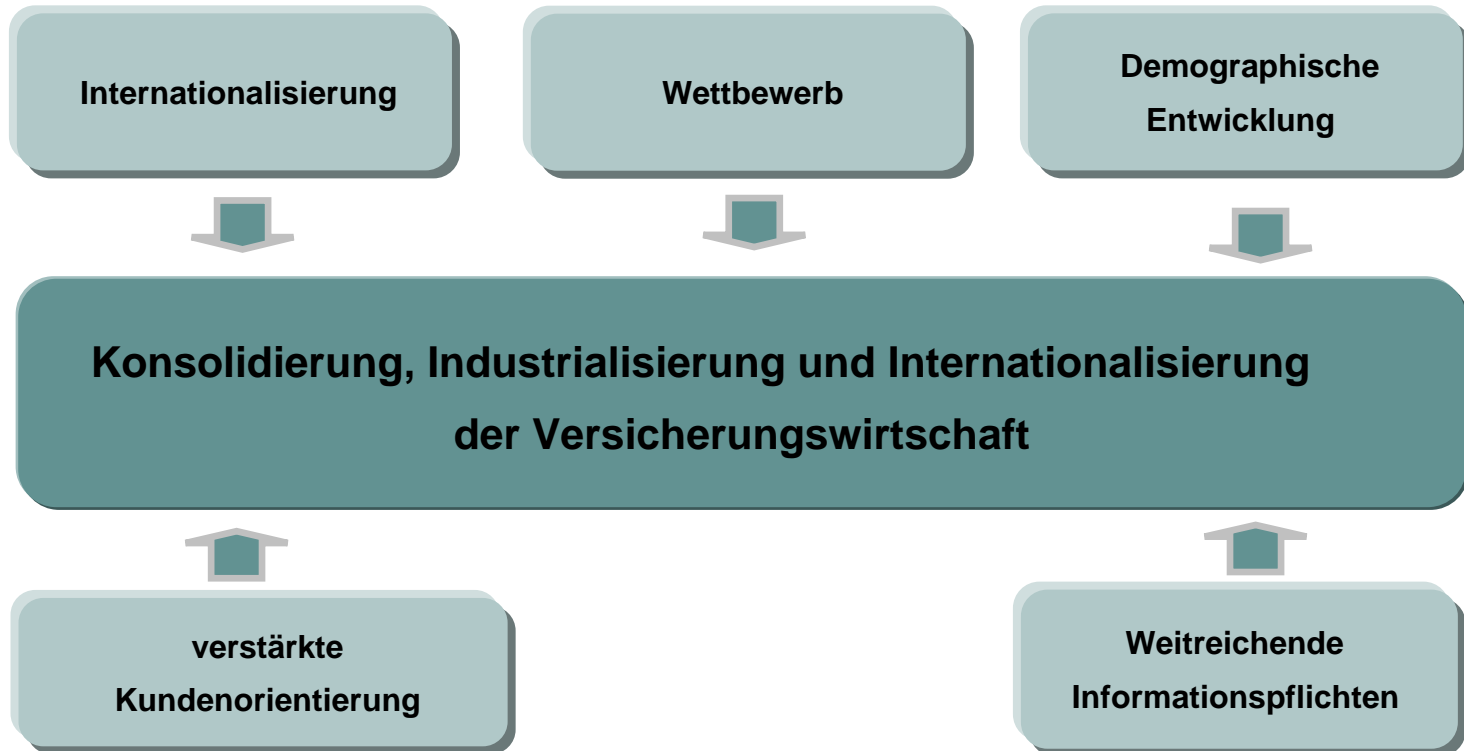 Internationalisierung
Wettbewerb
Demographische
Entwicklung
Konsolidierung, Industrialisierung und Internationalisierung
der Versicherungswirtschaft
verstärkte
Kundenorientierung
Weitreichende
Informationspflichten